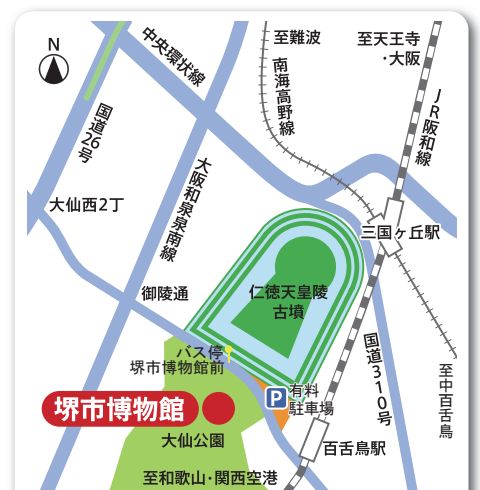 N
中央環状線
至難波
至天王寺
・大阪
南海高野線
JR阪和線
国道26号
大阪和泉泉南線
大仙西2丁
三国ヶ丘駅
御陵通
仁徳天皇陵
古墳
バス停
堺市博物館前
国道310号
至中百舌鳥
P
有料
駐車場
堺市博物館
大仙公園
百舌鳥駅
至和歌山・関西空港